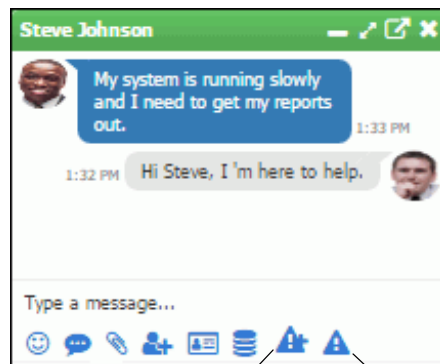 Steve Johnson
My system is running slowly
and I need to get my reports
out.
1:33 PM
1:32 PM
Hi Steve, I 'm here to help.
Type a message...